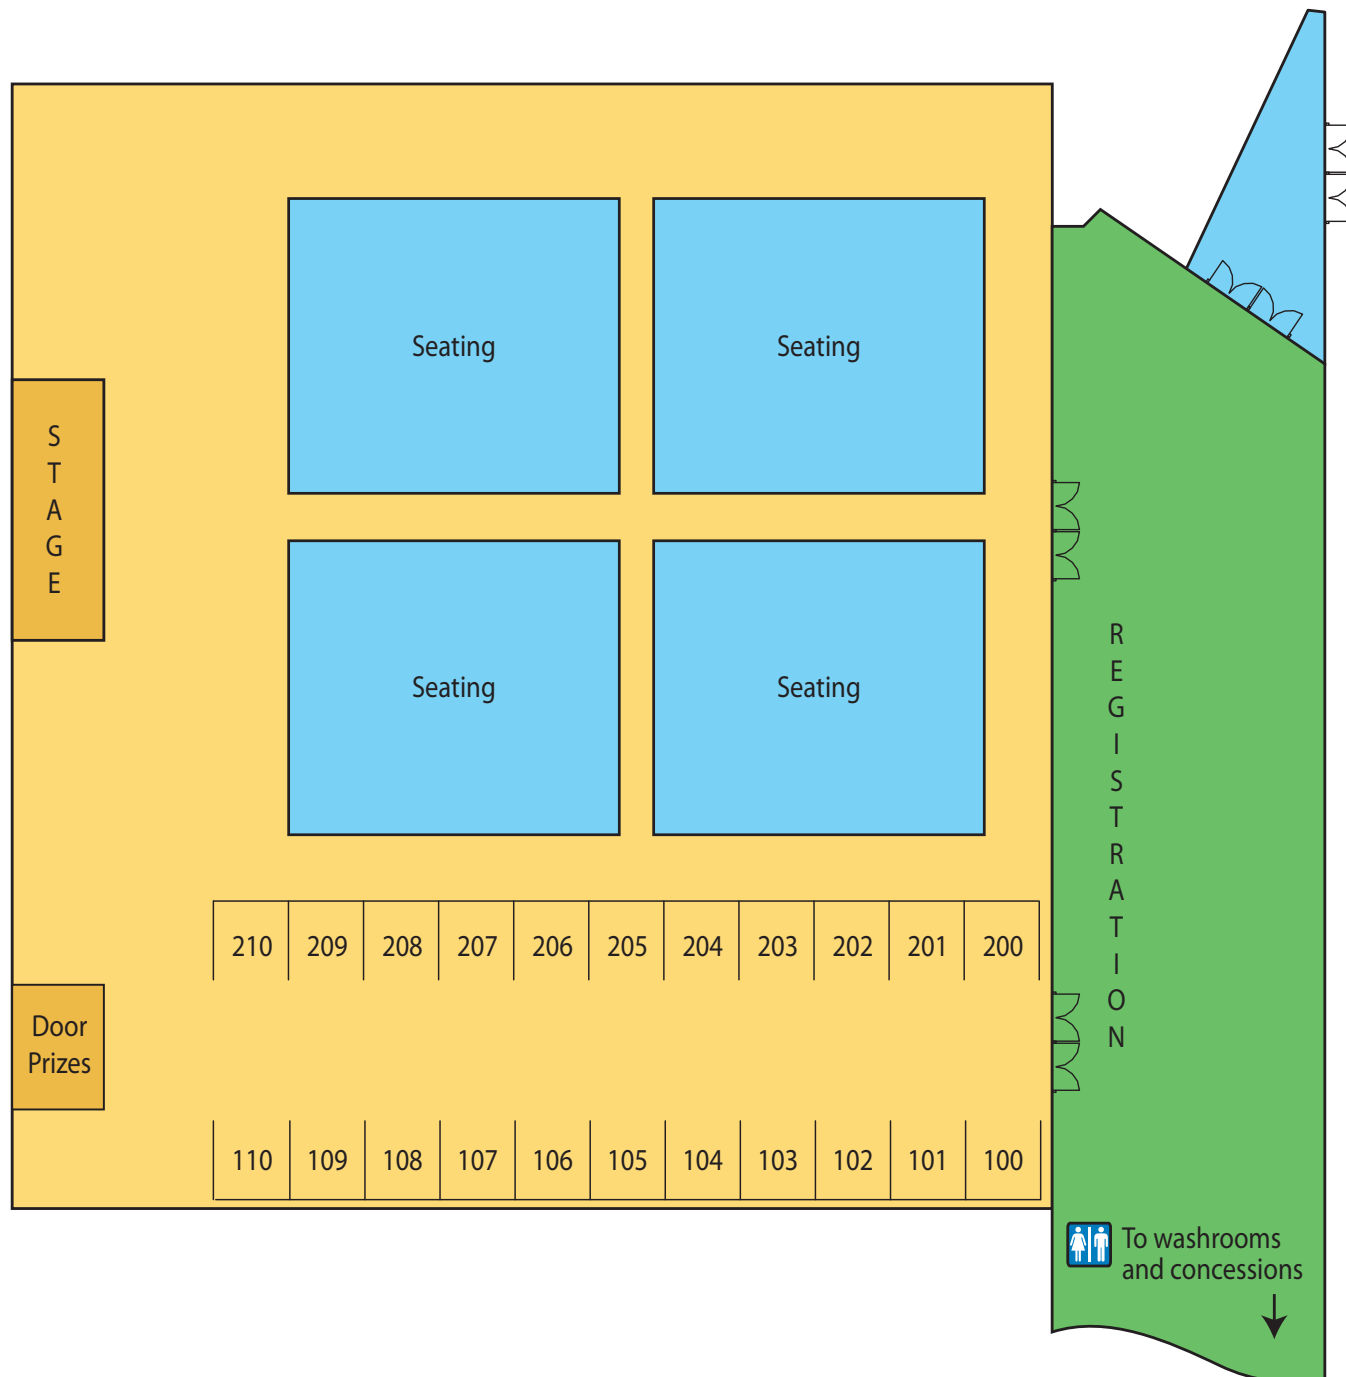 Seating
Seating
S
T
A
G
E
Seating
Seating
R
E
G
I
S
T
R
A
T
I
O
N
210 209 208 207 206 205 204 203 202 201 200
Door
Prizes
110 109 108 107 106 105 104 103 102 101 100
To washrooms
and concessions